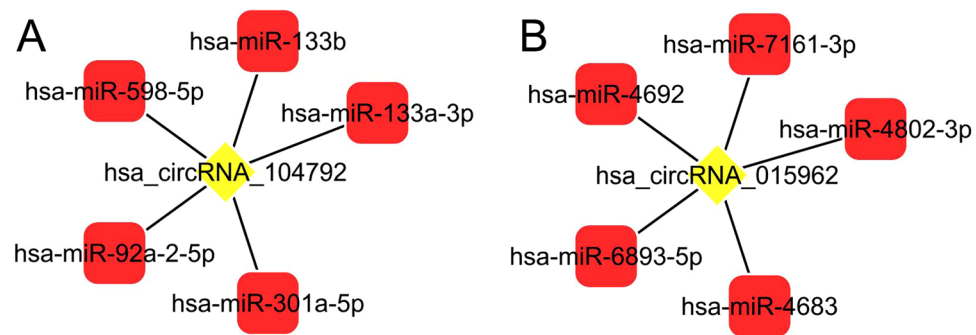 A
hsa-miR-133b
hsa-miR-598-5p
hsa-miR-133a-3p
hsa_circRNA_104792
hsa-miR-92a-2-5p
hsa-miR-301a-5p
B
hsa-miR-7161-3p
hsa-miR-4692
hsa-miR-4802-3p
hsa_circRNA_015962
hsa-miR-6893-5p
hsa-miR-4683